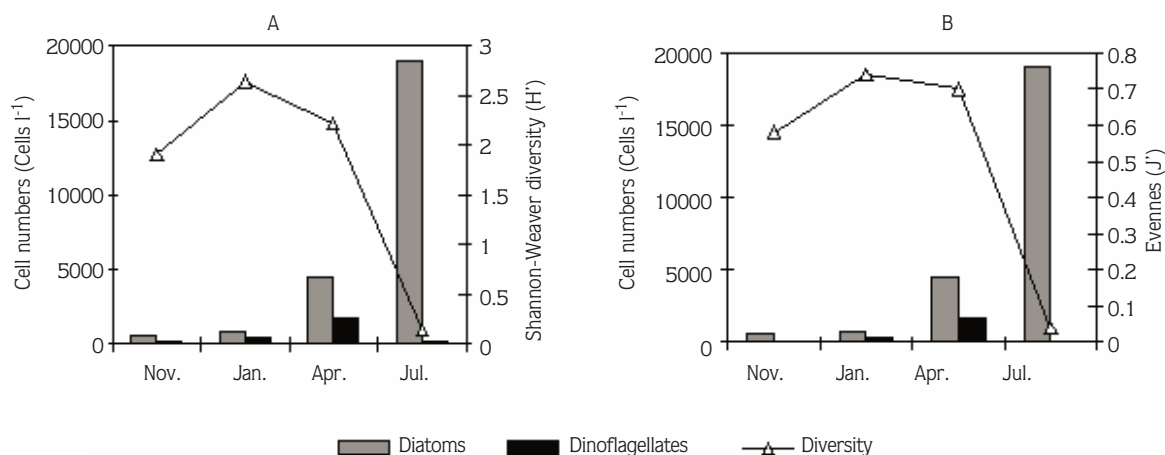 A
20000
15000
10000
5000
0
Cell numbers (Cells l-1)
3
2.5
2
1.5
1
0.5
0
Shannon-Weaver diversity (H')
Nov. Jan. Apr. Jul.
B
20000
15000
10000
5000
0
Cell numbers (Cells l-1)
0.8
0.7
0.6
0.5
0.4
0.3
0.2
0.1
0
Evennes (J')
Nov. Jan. Apr. Jul.
Diatoms Dinoflagellates Diversity